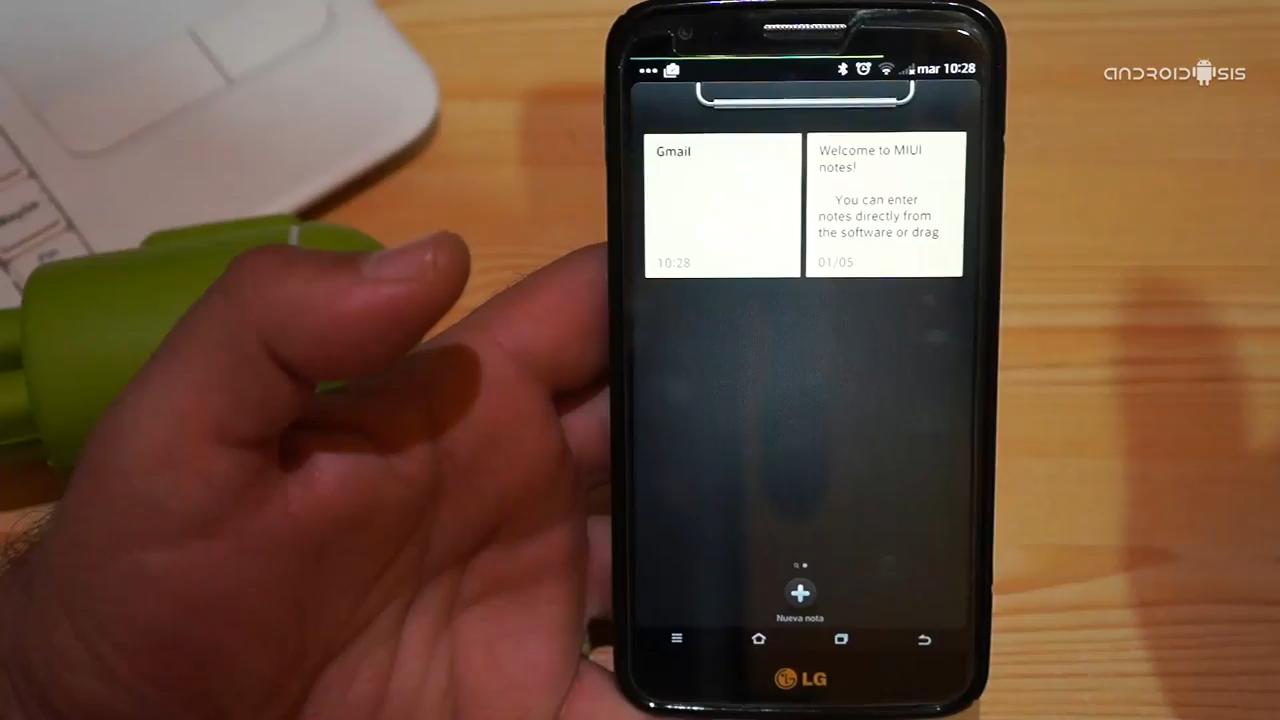 ANDROIDSIS
mar 10:28
Gmail
10:28
Welcome to MIUI
notes!
You can enter
notes directly from
the software or drag
01/05
Nueva nota
LG